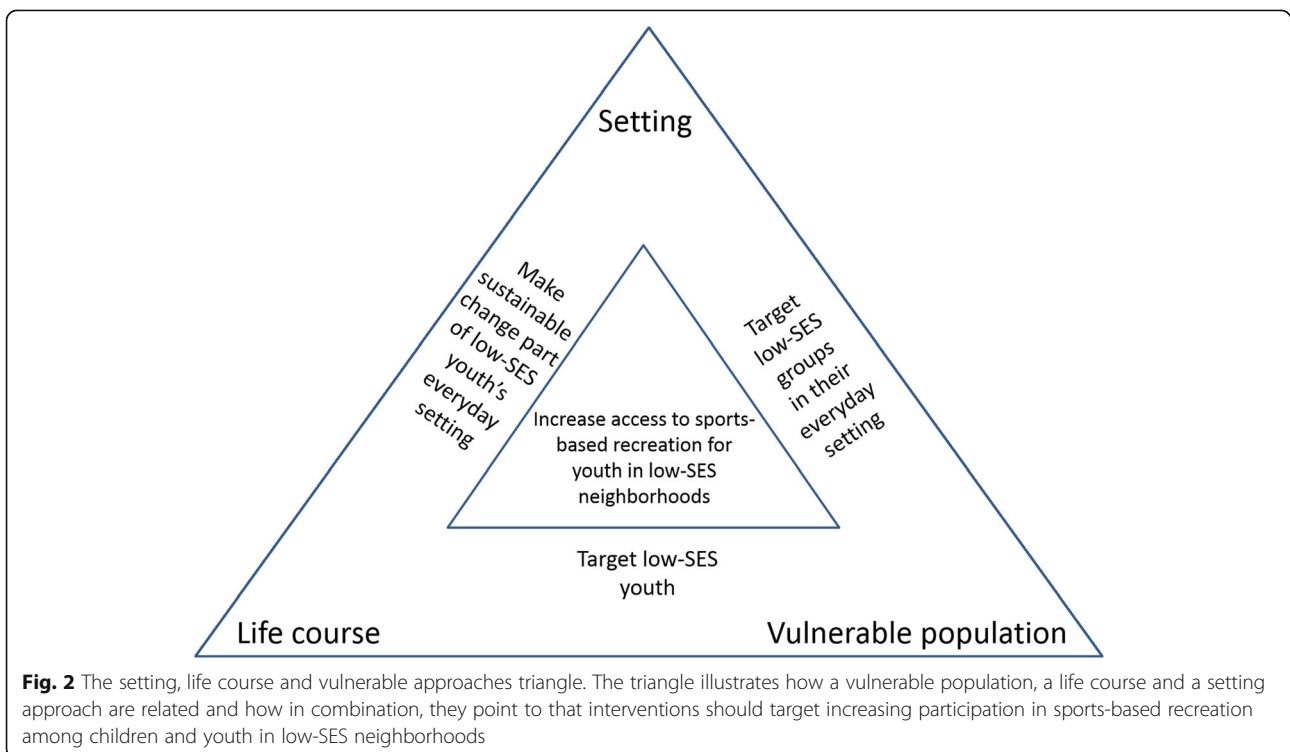 Setting
Make
sustainable
change part
of low-SES
youth's
everyday
setting
Target
low-SES
groups
in their
everyday
setting
Increase access to sports-
based recreation for
youth in low-SES
neighborhoods
Target low-SES
youth
Life course
Vulnerable population
Fig. 2 The setting, life course and vulnerable approaches triangle. The triangle illustrates how a vulnerable population, a life course and a setting
approach are related and how in combination, they point to that interventions should target increasing participation in sports-based recreation
among children and youth in low-SES neighborhoods